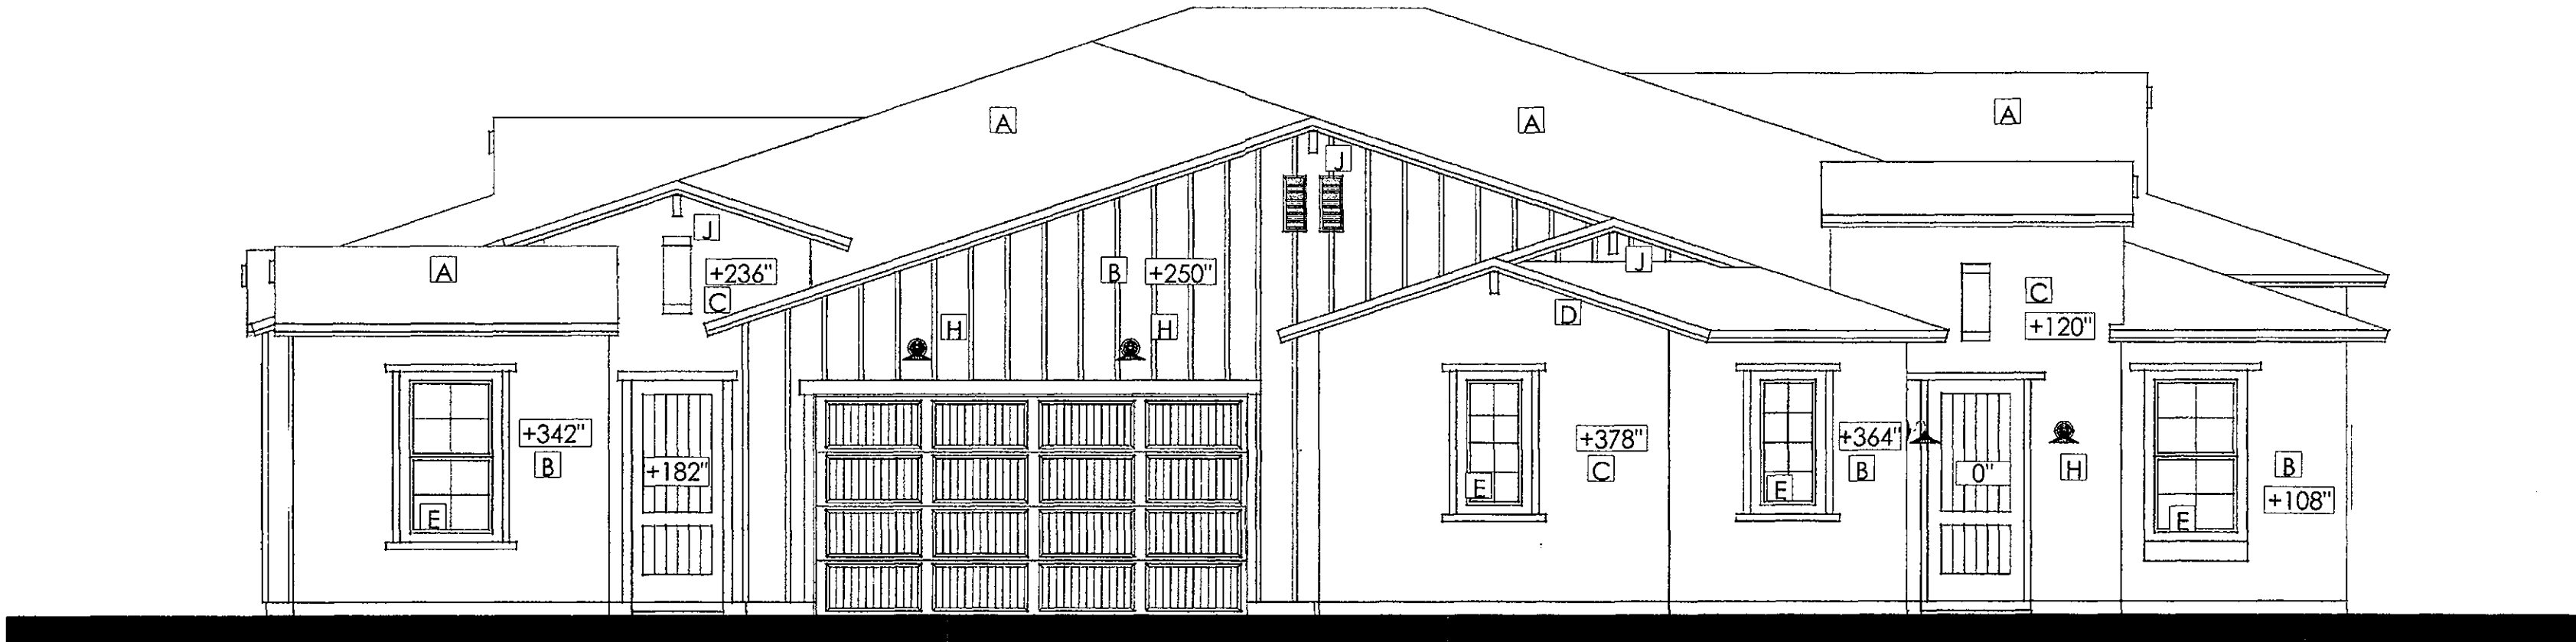 A
A
A
J
J
+236"
C
A
B
+250"
J
C
+120"
D
H
H
+342"
B
+182"
+378"
C
+364"
B
0"
H
B
+108"
E
E
E
E